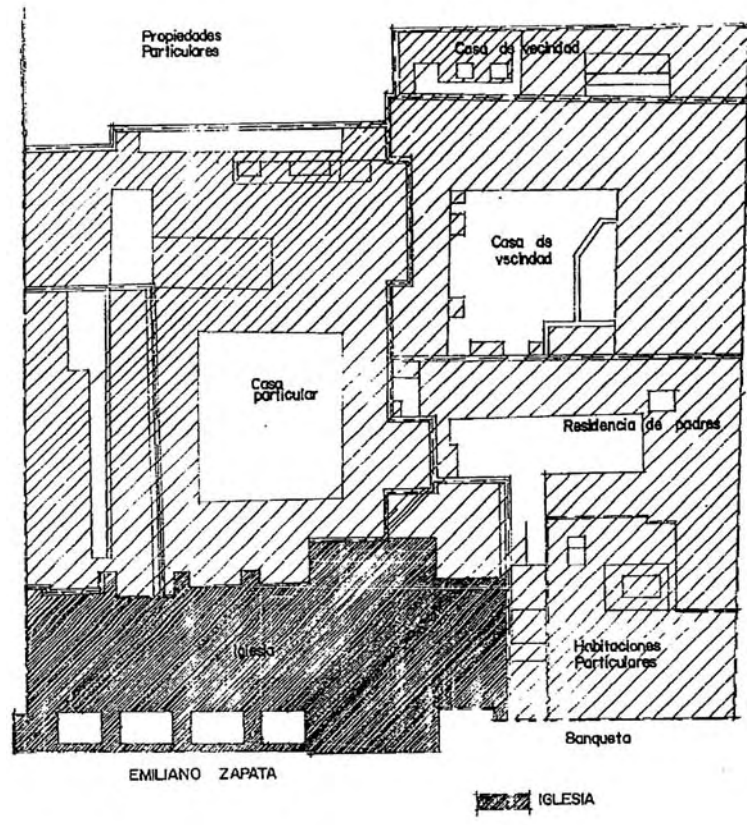 Propiedades
Particulares
Casa de vecindad
Casa de
vecindad
Casa
particular
Residencia de padres
Iglesia
Habitaciones
Particulares
Banqueta
EMILIANO ZAPATA
IGLESIA